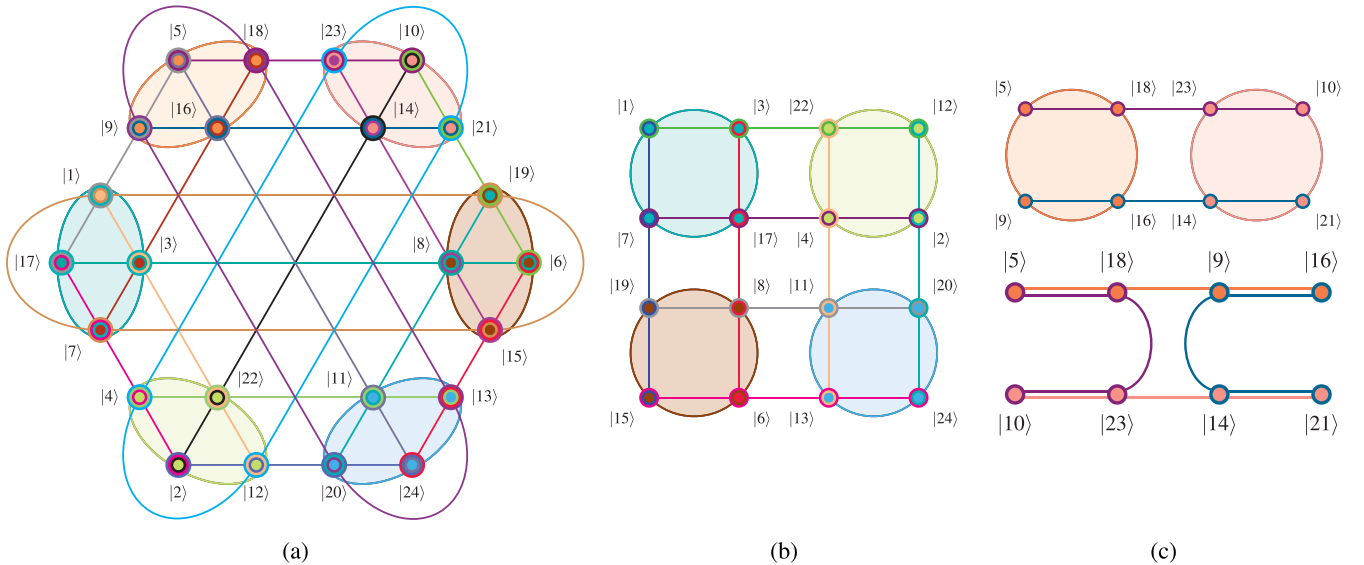 |5⟩ |18⟩ |23⟩ |10⟩
|9⟩ |16⟩ |14⟩ |21⟩
|1⟩ |19⟩
|17⟩ |3⟩ |8⟩ |6⟩
|7⟩ |15⟩
|4⟩ |22⟩ |11⟩ |13⟩
|2⟩ |12⟩ |20⟩ |24⟩
(a)
|1⟩ |3⟩ |22⟩ |12⟩
|7⟩ |17⟩ |4⟩ |2⟩
|19⟩ |8⟩ |11⟩ |20⟩
|15⟩ |6⟩ |13⟩ |24⟩
(b)
|5⟩ |18⟩ |23⟩ |10⟩
|9⟩ |16⟩ |14⟩ |21⟩
|5⟩ |18⟩ |9⟩ |16⟩
|10⟩ |23⟩ |14⟩ |21⟩
(c)